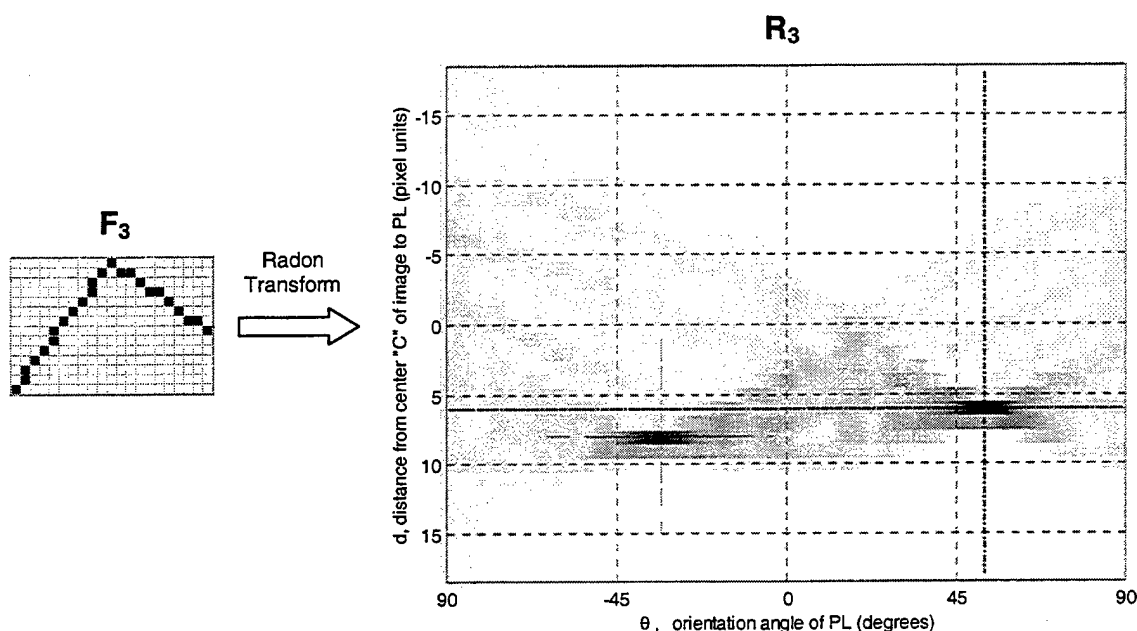 R3
F3
Radon
Transform
d, distance from center "C" of image to PL (pixel units)
-15
-10
-5
0
5
10
15
90
-45
0
45
90
θ , orientation angle of PL (degrees)